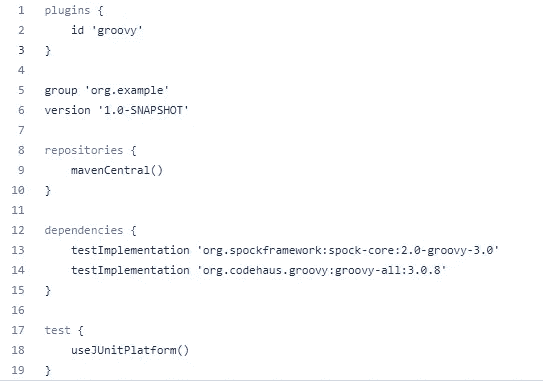 1 plugins {
2     id 'groovy'
3 }
4
5 group 'org.example'
6 version '1.0-SNAPSHOT'
7
8 repositories {
9     mavenCentral()
10 }
11
12 dependencies {
13     testImplementation 'org.spockframework:spock-core:2.0-groovy-3.0'
14     testImplementation 'org.codehaus.groovy:groovy-all:3.0.8'
15 }
16
17 test {
18     useJUnitPlatform()
19 }